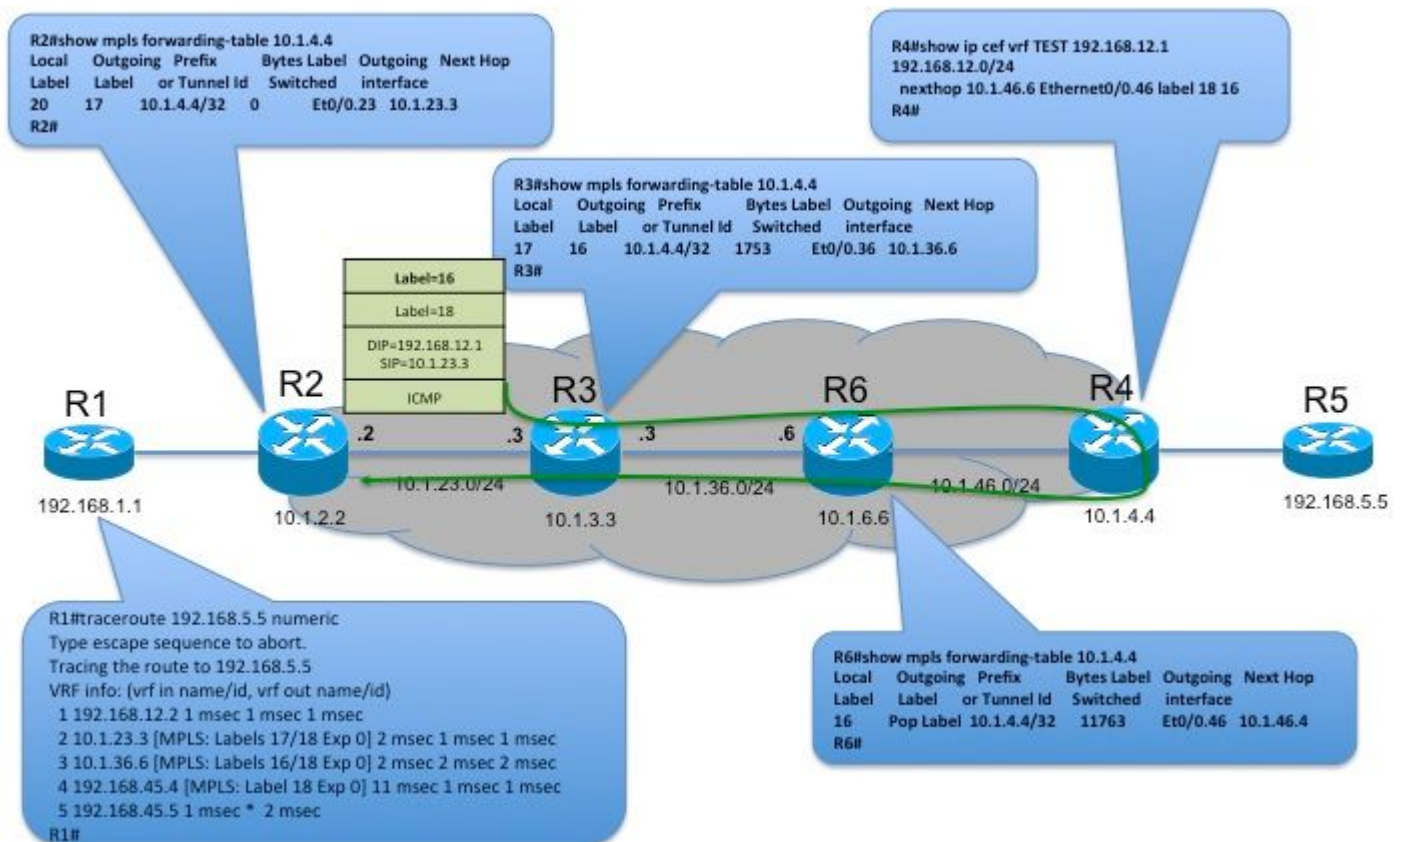 R2#show mpls forwarding-table 10.1.4.4
Local Outgoing Prefix Bytes Label Outgoing Next Hop
Label Label or Tunnel Id Switched interface
20 17 10.1.4.4/32 0 Et0/0.23 10.1.23.3
R2#
R4#show ip cef vrf TEST 192.168.12.1
192.168.12.0/24
nexthop 10.1.46.6 Ethernet0/0.46 label 18 16
R4#
R3#show mpls forwarding-table 10.1.4.4
Local Outgoing Prefix Bytes Label Outgoing Next Hop
Label Label or Tunnel Id Switched interface
17 16 10.1.4.4/32 1753 Et0/0.36 10.1.36.6
R3#
Label=16
Label=18
DIP=192.168.12.1
SIP=10.1.23.3
ICMP
R1
R2
R3
R6
R4
R5
.2
.3
.3
.6
10.1.23.0/24
10.1.36.0/24
10.1.46.0/24
192.168.1.1
10.1.2.2
10.1.3.3
10.1.6.6
10.1.4.4
192.168.5.5
R1#traceroute 192.168.5.5 numeric
Type escape sequence to abort.
Tracing the route to 192.168.5.5
VRF info: (vrf in name/id, vrf out name/id)
1 192.168.12.2 1 msec 1 msec 1 msec
2 10.1.23.3 [MPLS: Labels 17/18 Exp 0] 2 msec 1 msec 1 msec
3 10.1.36.6 [MPLS: Labels 16/18 Exp 0] 2 msec 2 msec 2 msec
4 192.168.45.4 [MPLS: Label 18 Exp 0] 11 msec 1 msec 1 msec
5 192.168.45.5 1 msec * 2 msec
R1#
R6#show mpls forwarding-table 10.1.4.4
Local Outgoing Prefix Bytes Label Outgoing Next Hop
Label Label or Tunnel Id Switched interface
16 Pop Label 10.1.4.4/32 11763 Et0/0.46 10.1.46.4
R6#